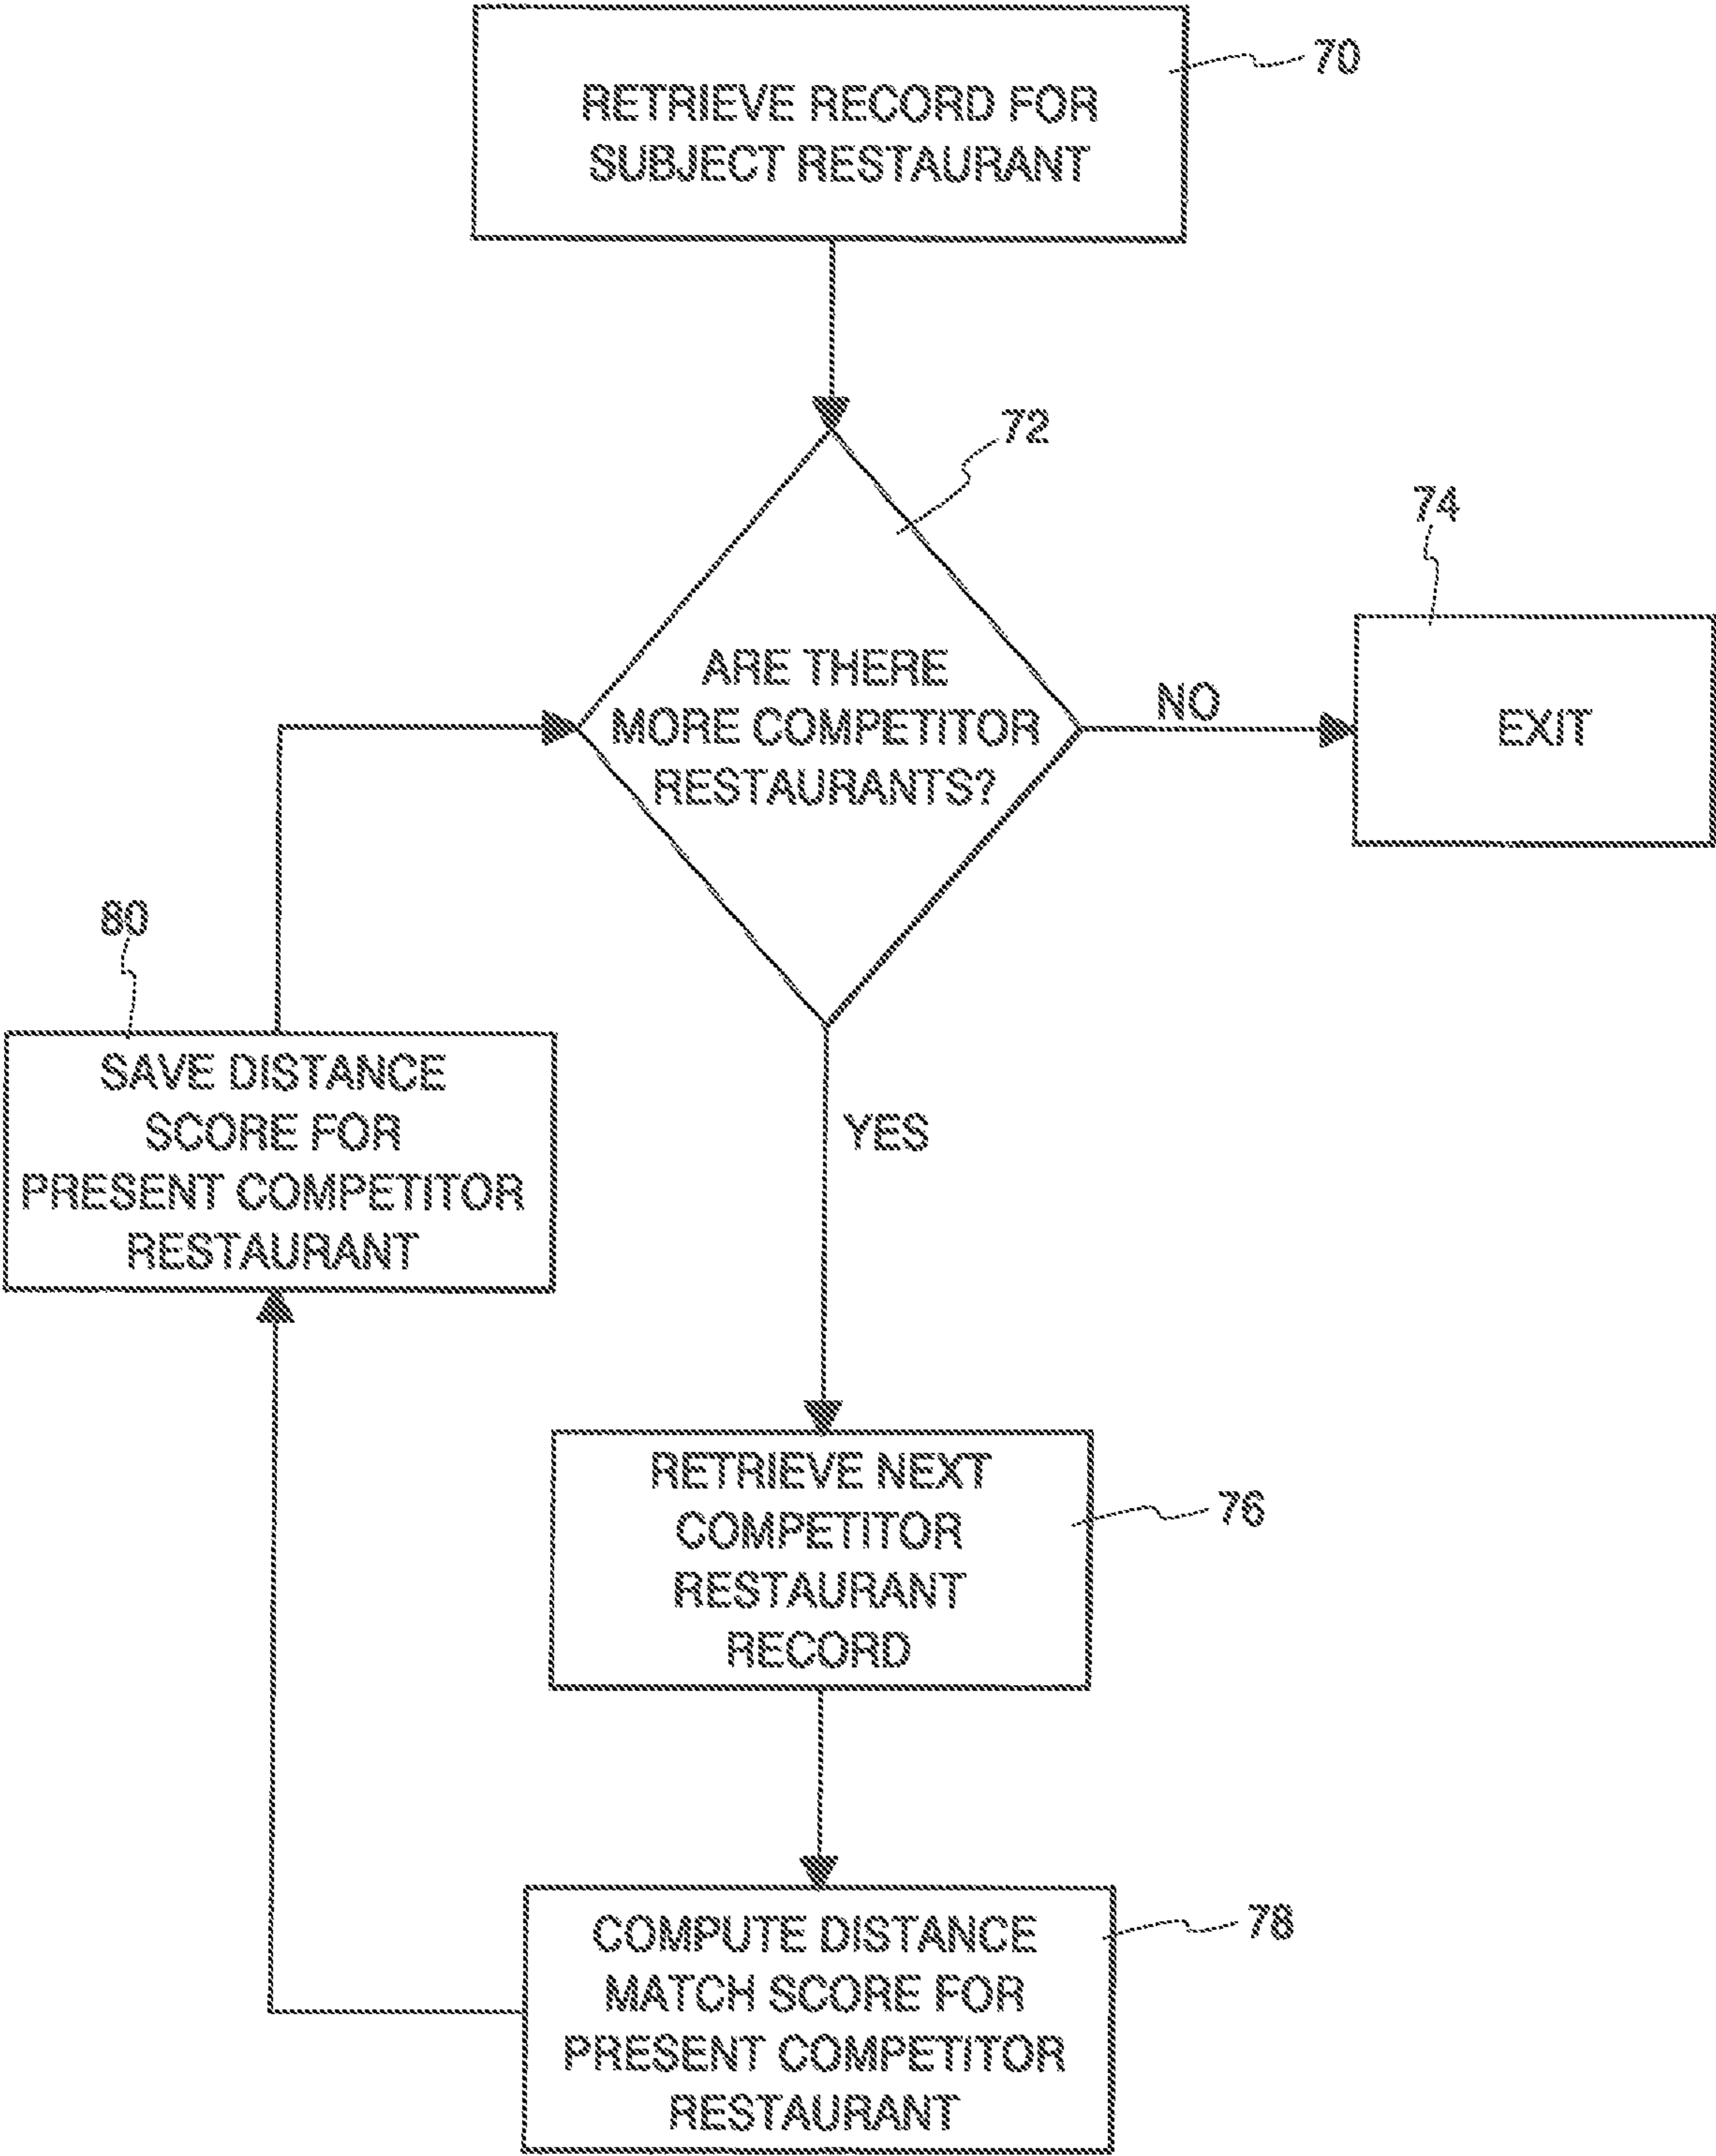 RETRIEVE RECORD FOR
SUBJECT RESTAURANT
70
72
ARE THERE
MORE COMPETITOR
RESTAURANTS?
NO
74
EXIT
80
SAVE DISTANCE
SCORE FOR
PRESENT COMPETITOR
RESTAURANT
YES
RETRIEVE NEXT
COMPETITOR
RESTAURANT
RECORD
76
COMPUTE DISTANCE
MATCH SCORE FOR
PRESENT COMPETITOR
RESTAURANT
78